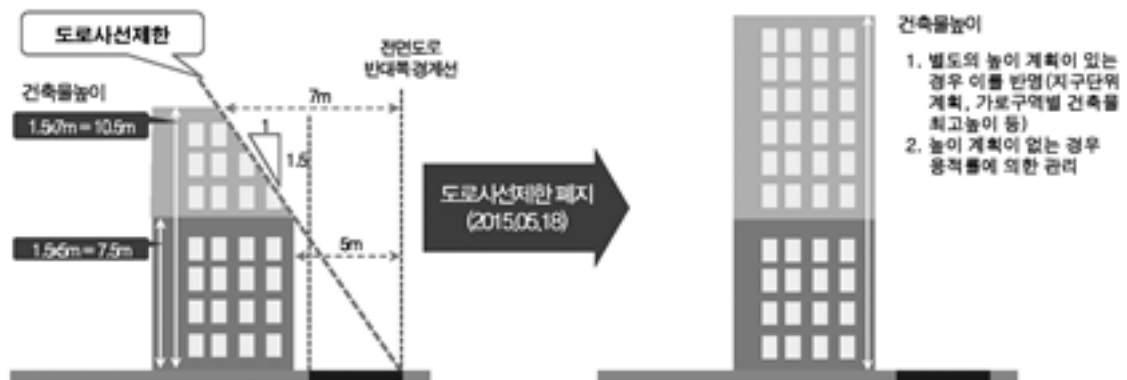 도로사선제한
전면도로
반대쪽경계선
건축물높이
7m
1.5x7m = 10.5m
1
1.5
1.5x5m = 7.5m
5m
도로사선제한 폐지
(2015.05.18)
건축물높이
1. 별도의 높이 계획이 있는
경우 이를 반영(지구단위
계획, 가로구역별 건축물
최고높이 등)
2. 높이 계획이 없는 경우
용적률에 의한 관리